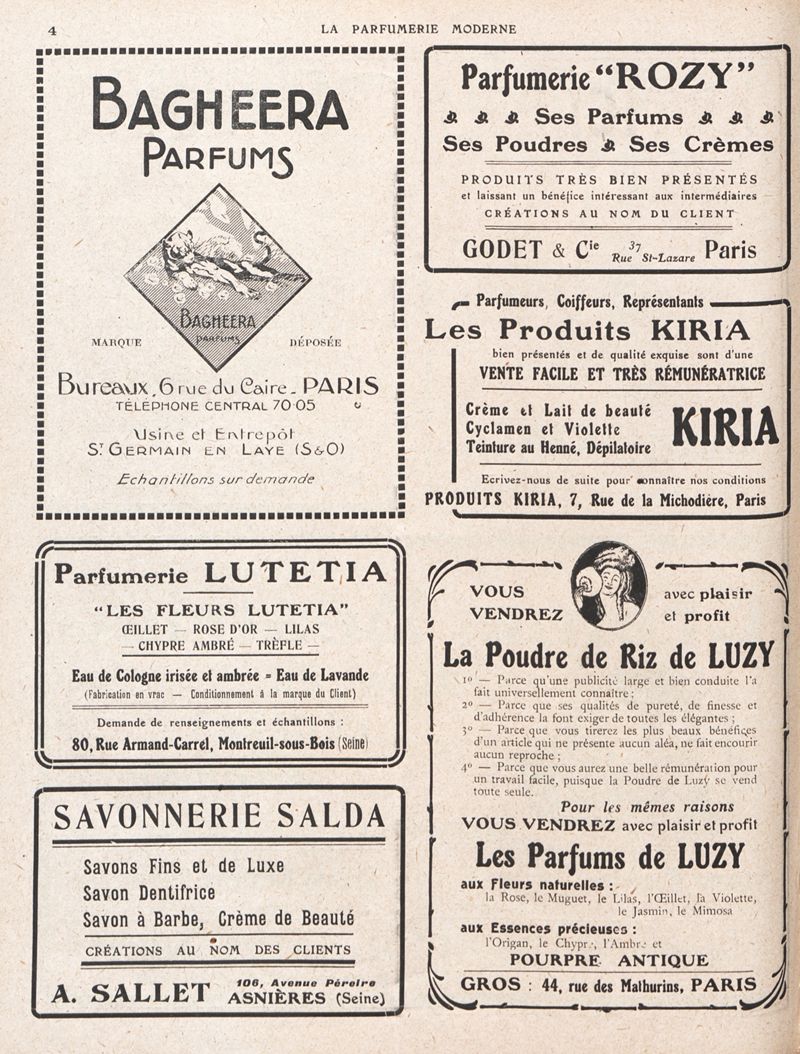 4
LA PARFUMERIE MODERNE
BAGHEERA
PARFUMS
BAGHEERA
PARFUMS
MARQUE DÉPOSÉE
Bureaux, 6 rue du Caire - PARIS
TÉLÉPHONE CENTRAL 70-05
Usine et Entrepôt
ST GERMAIN EN LAYE (S&O)
Echantillons sur demande
Parfumerie "ROZY"
Ses Parfums
Ses Poudres Ses Crèmes
PRODUITS TRÈS BIEN PRÉSENTÉS
et laissant un bénéfice intéressant aux intermédiaires
CRÉATIONS AU NOM DU CLIENT
GODET & Cie 37 Rue St-Lazare Paris
Parfumeurs, Coiffeurs, Représentants
Les Produits KIRIA
bien présentés et de qualité exquise sont d'une
VENTE FACILE ET TRÈS RÉMUNÉRATRICE
Crème et Lait de beauté
Cyclamen et Violette
Teinture au Henné, Dépilatoire
KIRIA
Ecrivez-nous de suite pour connaître nos conditions
PRODUITS KIRIA, 7, Rue de la Michodière, Paris
Parfumerie LUTETIA
"LES FLEURS LUTETIA"
ŒILLET — ROSE D'OR — LILAS
— CHYPRE AMBRÉ — TRÈFLE —
Eau de Cologne irisée et ambrée = Eau de Lavande
(Fabrication en vrac — Conditionnement à la marque du Client)
Demande de renseignements et échantillons :
80, Rue Armand-Carrel, Montreuil-sous-Bois (Seine)
SAVONNERIE SALDA
Savons Fins et de Luxe
Savon Dentifrice
Savon à Barbe, Crème de Beauté
CRÉATIONS AU NOM DES CLIENTS
A. SALLET 106, Avenue Péreire
ASNIÈRES (Seine)
VOUS VENDREZ
avec plaisir et profit
La Poudre de Riz de LUZY
1o — Parce qu'une publicité large et bien conduite l'a
fait universellement connaître ;
2o — Parce que ses qualités de pureté, de finesse et
d'adhérence la font exiger de toutes les élégantes ;
3o — Parce que vous tirerez les plus beaux bénéfices
d'un article qui ne présente aucun aléa, ne fait encourir
aucun reproche ;
4o — Parce que vous aurez une belle rémunération pour
un travail facile, puisque la Poudre de Luzy se vend
toute seule.
Pour les mêmes raisons
VOUS VENDREZ avec plaisir et profit
Les Parfums de LUZY
aux Fleurs naturelles :
la Rose, le Muguet, le Lilas, l'Œillet, la Violette,
le Jasmin, le Mimosa
aux Essences précieuses :
l'Origan, le Chypre, l'Ambre et
POURPRE ANTIQUE
GROS : 44, rue des Mathurins, PARIS